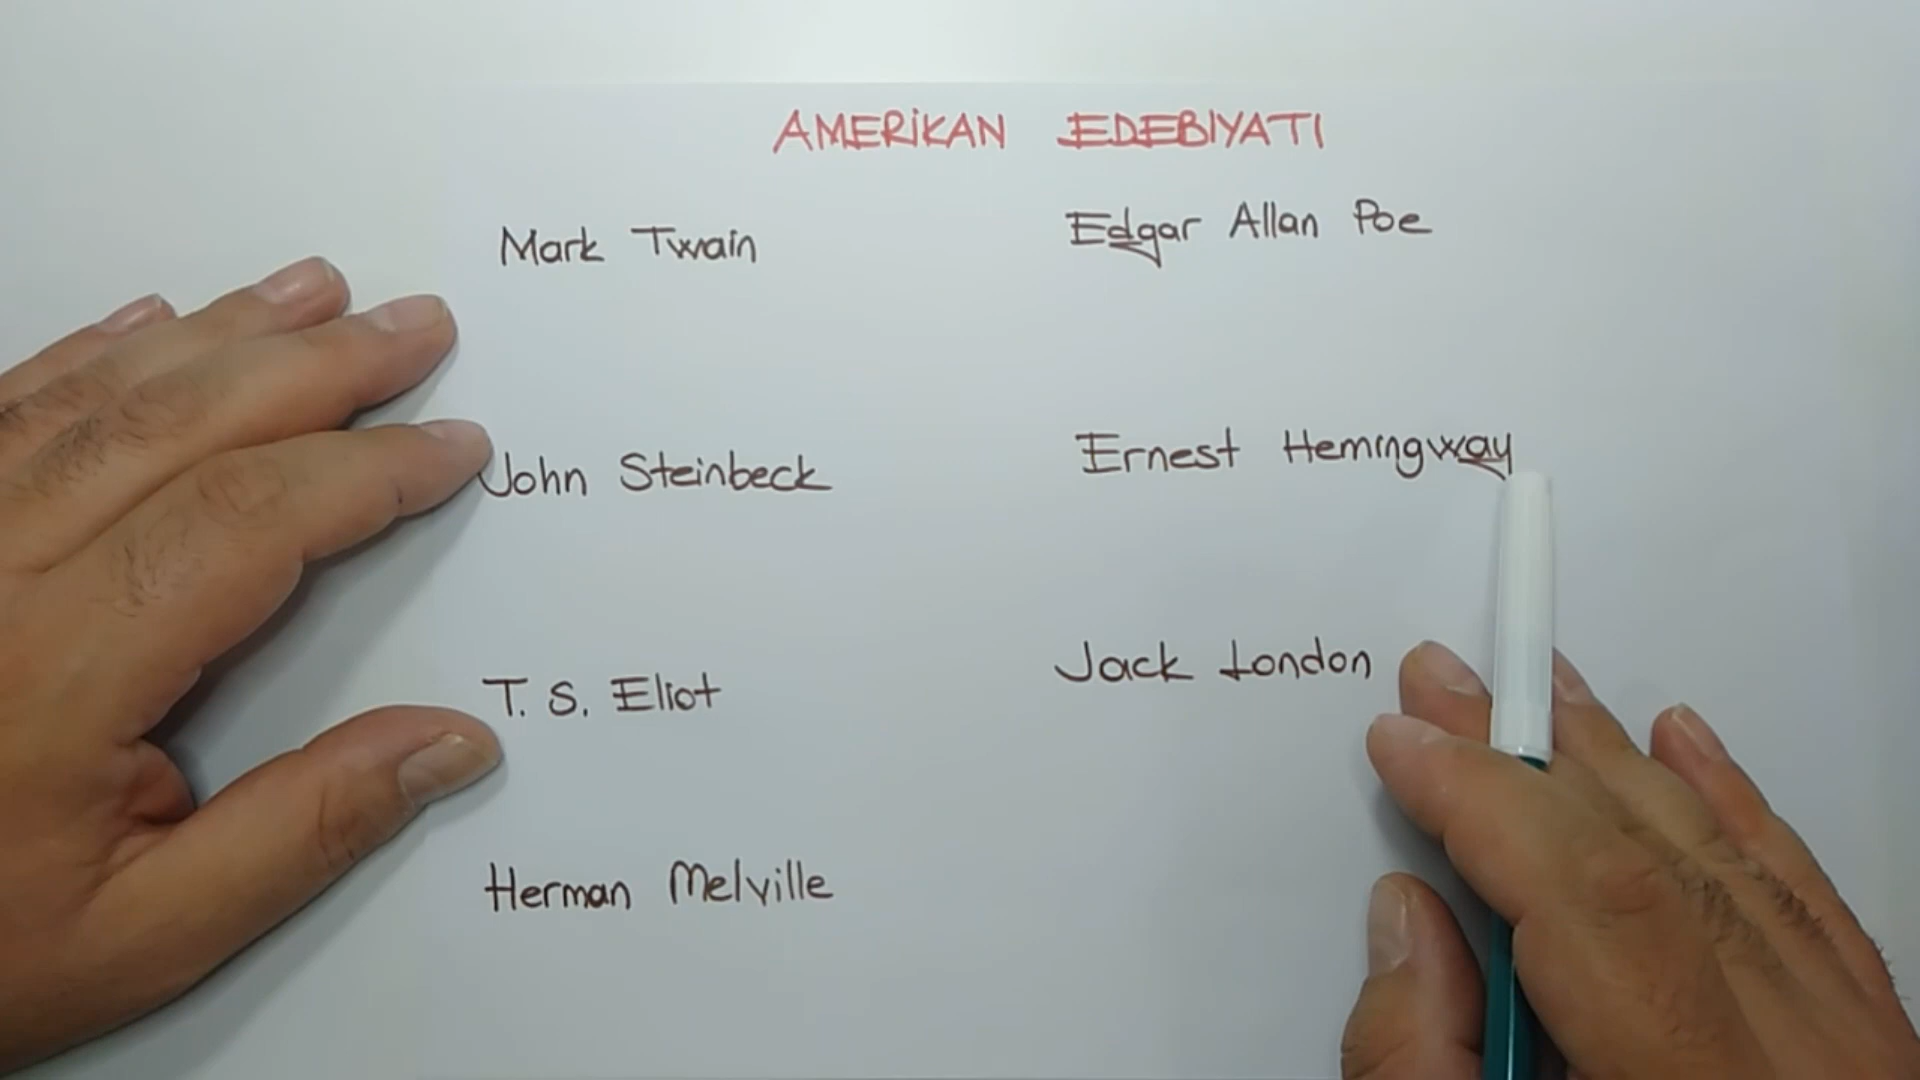 AMERİKAN EDEBIYATI
Mark Twain
Edgar Allan Poe
John Steinbeck
Ernest Hemingway
T. S. Eliot
Jack London
Herman Melville